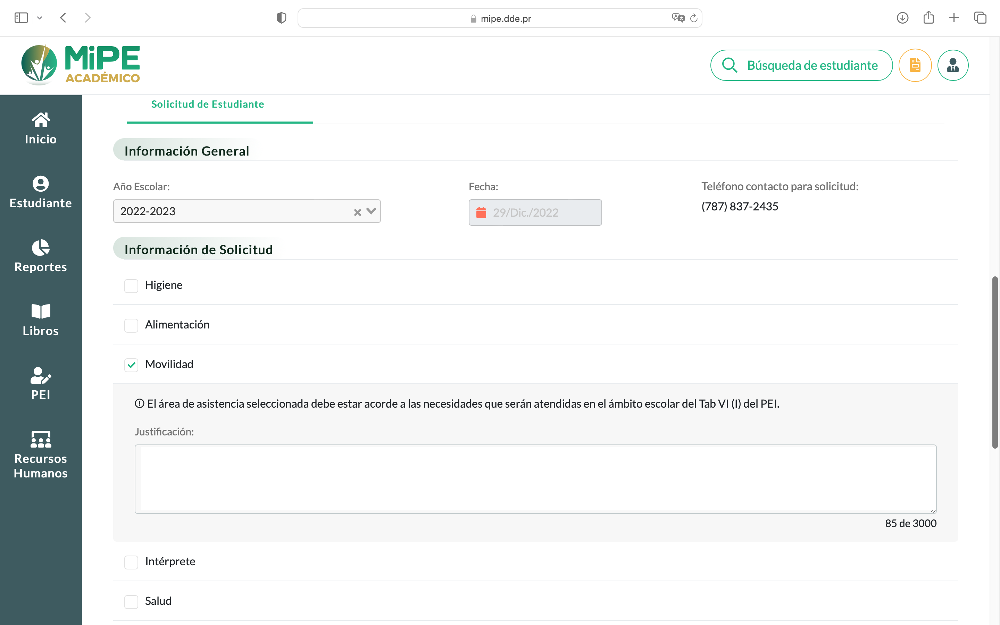 mipe.dde.pr
MiPE
ACADÉMICO
Búsqueda de estudiante
Inicio
Estudiante
Reportes
Libros
PEI
Recursos
Humanos
Solicitud de Estudiante
Información General
Año Escolar:
2022-2023
Fecha:
29/Dic./2022
Teléfono contacto para solicitud:
(787) 837-2435
Información de Solicitud
Higiene
Alimentación
Movilidad
El área de asistencia seleccionada debe estar acorde a las necesidades que serán atendidas en el ámbito escolar del Tab VI (I) del PEI.
Justificación:
85 de 3000
Intérprete
Salud